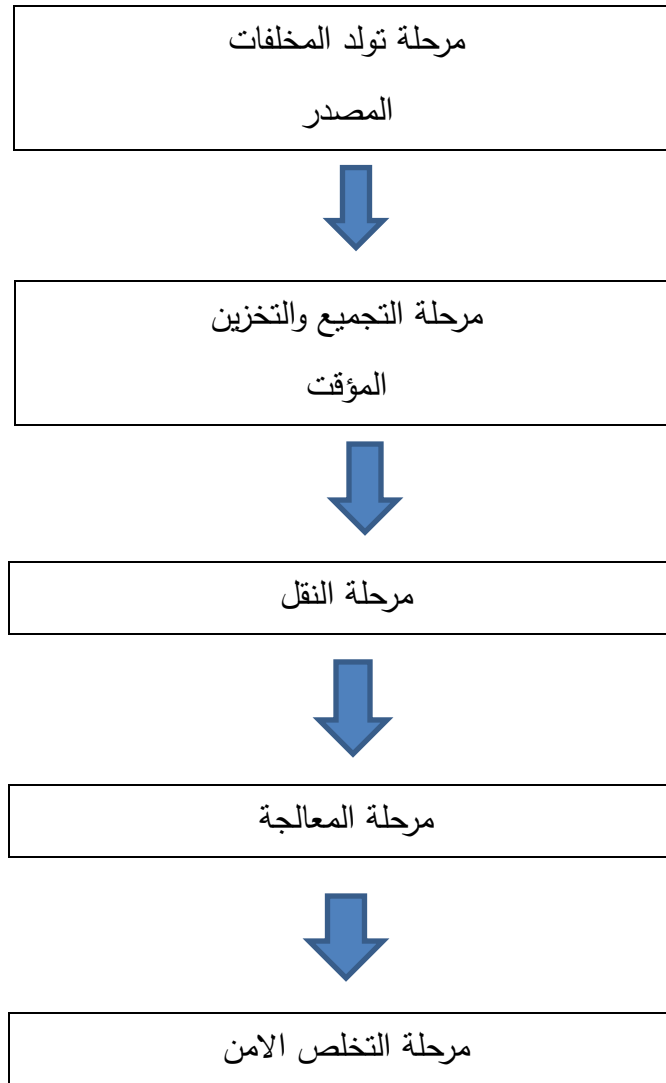 مرحلة تولد المخلفات
المصدر
مرحلة التجميع والتخزين
المؤقت
مرحلة النقل
مرحلة المعالجة
مرحلة التخلص الامن